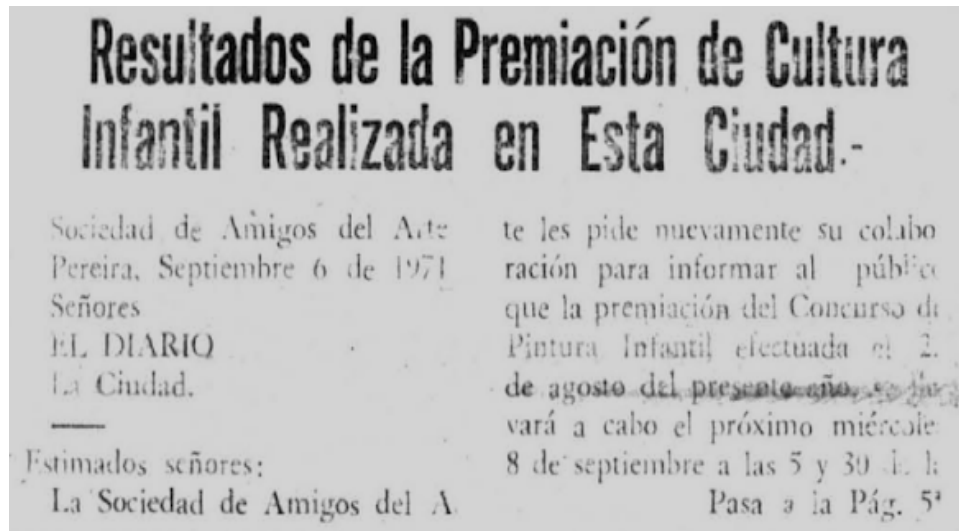 Resultados de la Premiación de Cultura
Infantil Realizada en Esta Ciudad.-
Sociedad de Amigos del Arte
Pereira, Septiembre 6 de 1971
Señores
EL DIARIO
La Ciudad.
Estimados señores:
La Sociedad de Amigos del A
te les pide nuevamente su colabo
ración para informar al público
que la premiación del Concurso de
Pintura Infantil efectuada el
de agosto del presente año
vará a cabo el próximo miércoles
8 de septiembre a las 5 y 30
Pasa a la Pág. 5ª